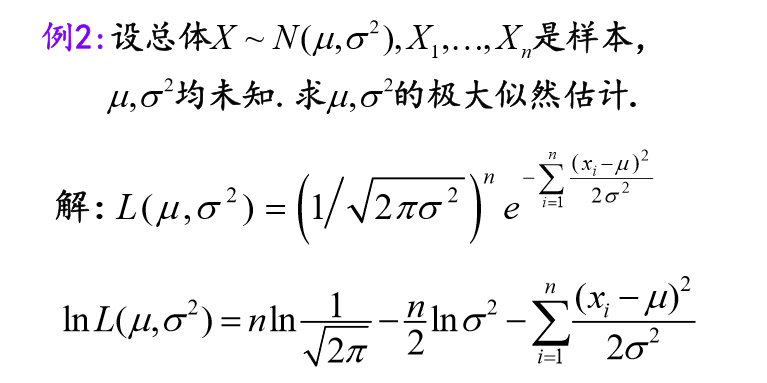 例2：设总体X ~ N(μ,σ²), X₁,…, Xₙ是样本，
μ,σ²均未知. 求μ,σ²的极大似然估计.
解：L(μ,σ²) = (1/√(2πσ²))ⁿ e^(−∑_{i=1}^{n} (xᵢ−μ)²/(2σ²))
ln L(μ,σ²) = n ln (1/√(2π)) − (n/2) ln σ² − ∑_{i=1}^{n} (xᵢ − μ)²/(2σ²)